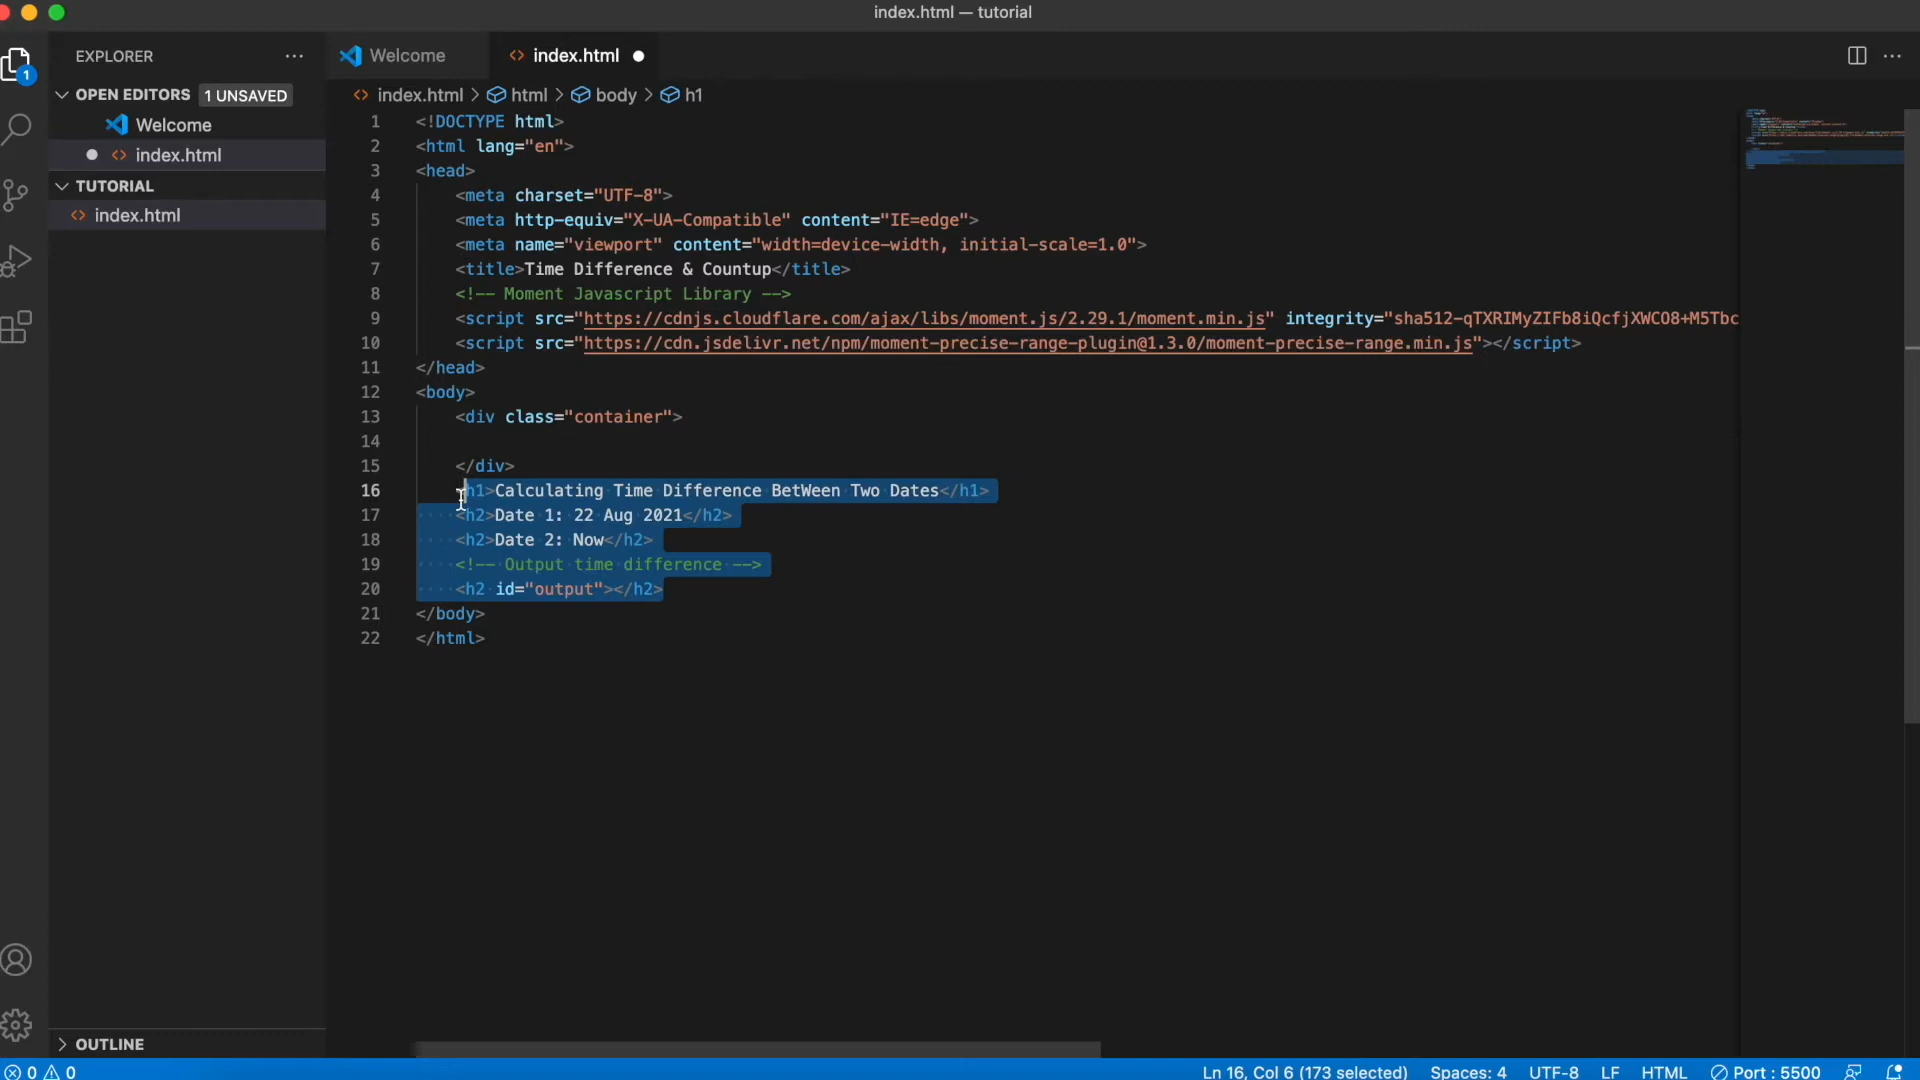 index.html — tutorial
EXPLORER
OPEN EDITORS 1 UNSAVED
Welcome
index.html
TUTORIAL
index.html
OUTLINE
1
Welcome
index.html
index.html > html > body > h1
1 <!DOCTYPE html>
2 <html lang="en">
3 <head>
4 <meta charset="UTF-8">
5 <meta http-equiv="X-UA-Compatible" content="IE=edge">
6 <meta name="viewport" content="width=device-width, initial-scale=1.0">
7 <title>Time Difference & Countup</title>
8 <!-- Moment Javascript Library -->
9 <script src="https://cdnjs.cloudflare.com/ajax/libs/moment.js/2.29.1/moment.min.js" integrity="sha512-qTXRIMyZIFb8iQcfjXWCO8+M5Tbc
10 <script src="https://cdn.jsdelivr.net/npm/moment-precise-range-plugin@1.3.0/moment-precise-range.min.js"></script>
11 </head>
12 <body>
13 <div class="container">
14
15 </div>
16 h1>Calculating Time Difference BetWeen Two Dates</h1>
17 <h2>Date 1: 22 Aug 2021</h2>
18 <h2>Date 2: Now</h2>
19 <!-- Output time difference -->
20 <h2 id="output"></h2>
21 </body>
22 </html>
0 0 Ln 16, Col 6 (173 selected) Spaces: 4 UTF-8 LF HTML Port : 5500